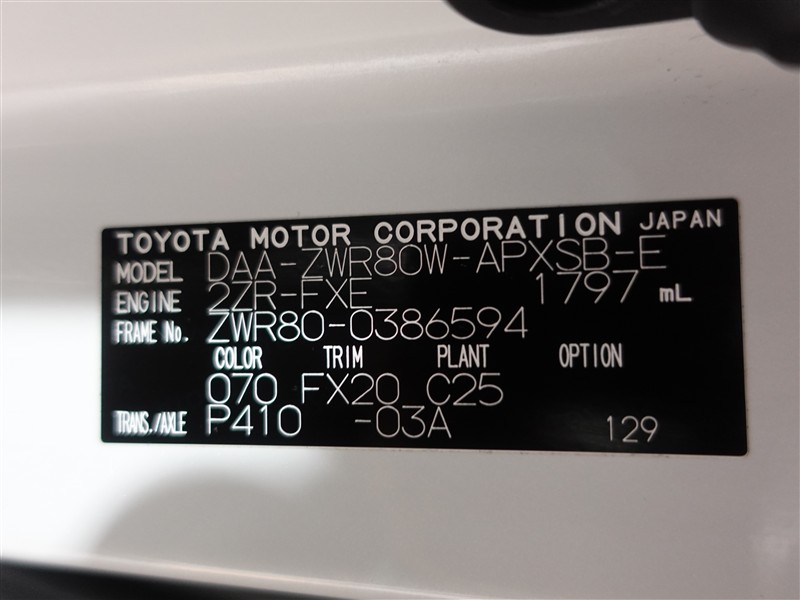 TOYOTA MOTOR CORPORATION JAPAN
MODEL DAA-ZWR80W-APXSB-E
ENGINE 2ZR-FXE 1797 mL
FRAME No. ZWR80-0386594
COLOR TRIM PLANT OPTION
070 FX20 C25
TRANS./AXLE P410 -03A 129